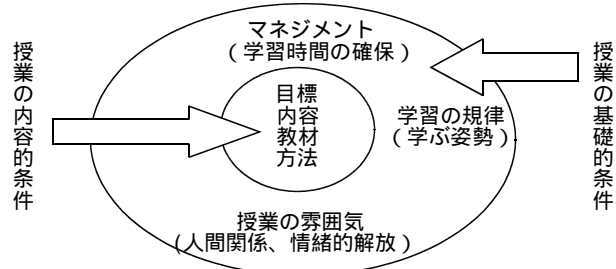 授業の内容的条件
マネジメント
(学習時間の確保)
目標
内容
教材
方法
学習の規律
(学ぶ姿勢)
授業の雰囲気
(人間関係、情緒的解放)
授業の基礎的条件